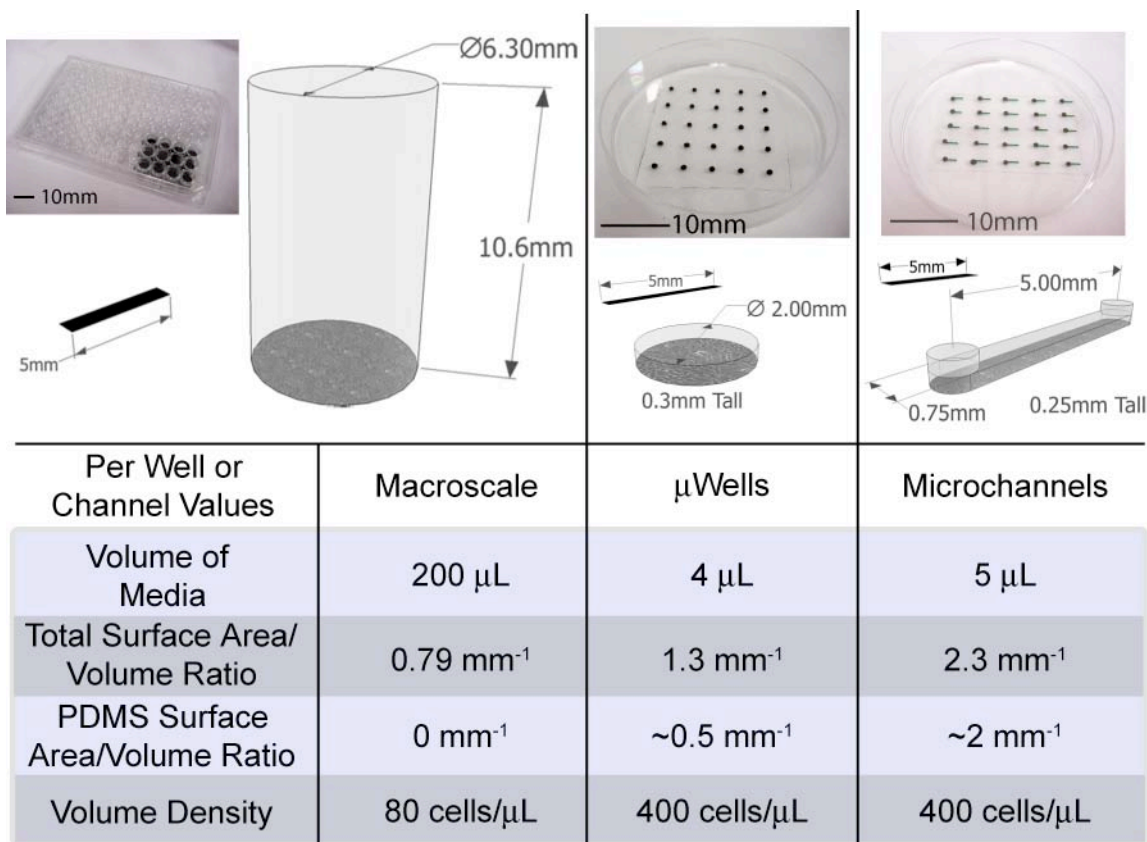 Ø6.30mm
10.6mm
10mm
5mm
10mm
5mm
Ø 2.00mm
0.3mm Tall
10mm
5mm
5.00mm
0.75mm
0.25mm Tall
Per Well or
Channel Values
Macroscale
μWells
Microchannels
Volume of
Media
200 μL
4 μL
5 μL
Total Surface Area/
Volume Ratio
0.79 mm⁻¹
1.3 mm⁻¹
2.3 mm⁻¹
PDMS Surface
Area/Volume Ratio
0 mm⁻¹
~0.5 mm⁻¹
~2 mm⁻¹
Volume Density
80 cells/μL
400 cells/μL
400 cells/μL